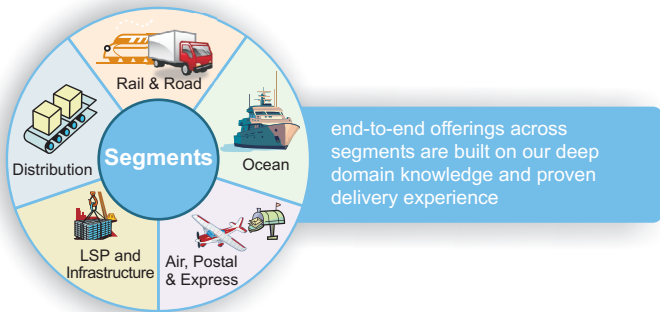 Rail & Road
Ocean
Air, Postal
& Express
LSP and
Infrastructure
Distribution
Segments
end-to-end offerings across
segments are built on our deep
domain knowledge and proven
delivery experience